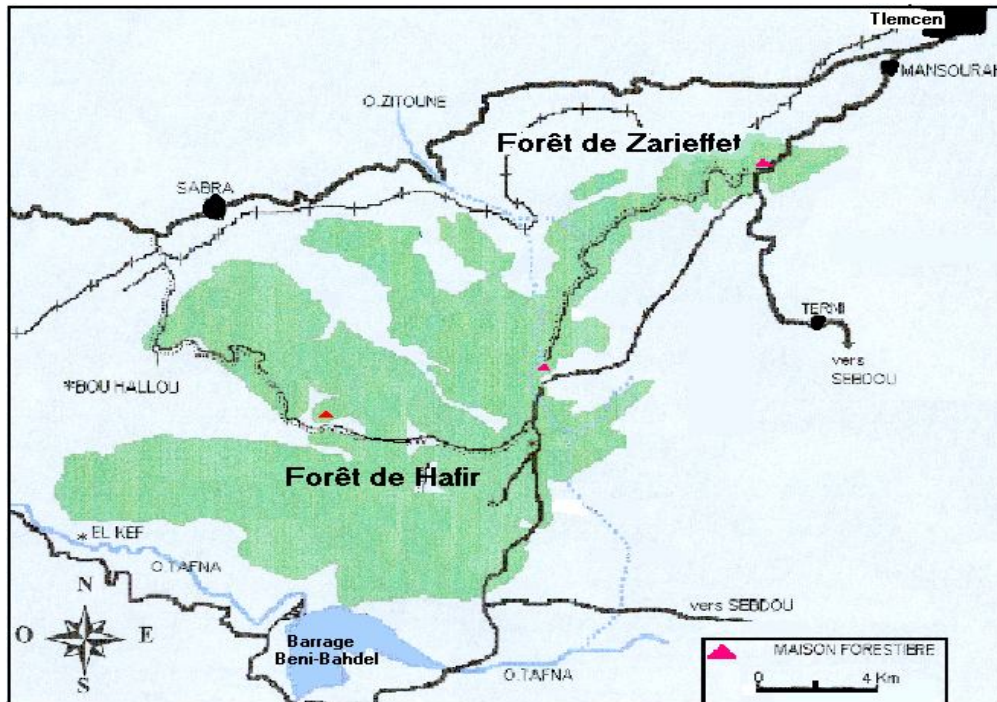 Tlemcen
MANSOURAH
O.ZITOUNE
Forêt de Zarieffet
SABRA
TERNI
vers
SEBDOU
*BOU HALLOU
Forêt de Hafir
* EL KEF
O.TAFNA
N
O
E
S
vers SEBDOU
Barrage
Beni-Bahdel
O.TAFNA
MAISON FORESTIERE
0 4 Km